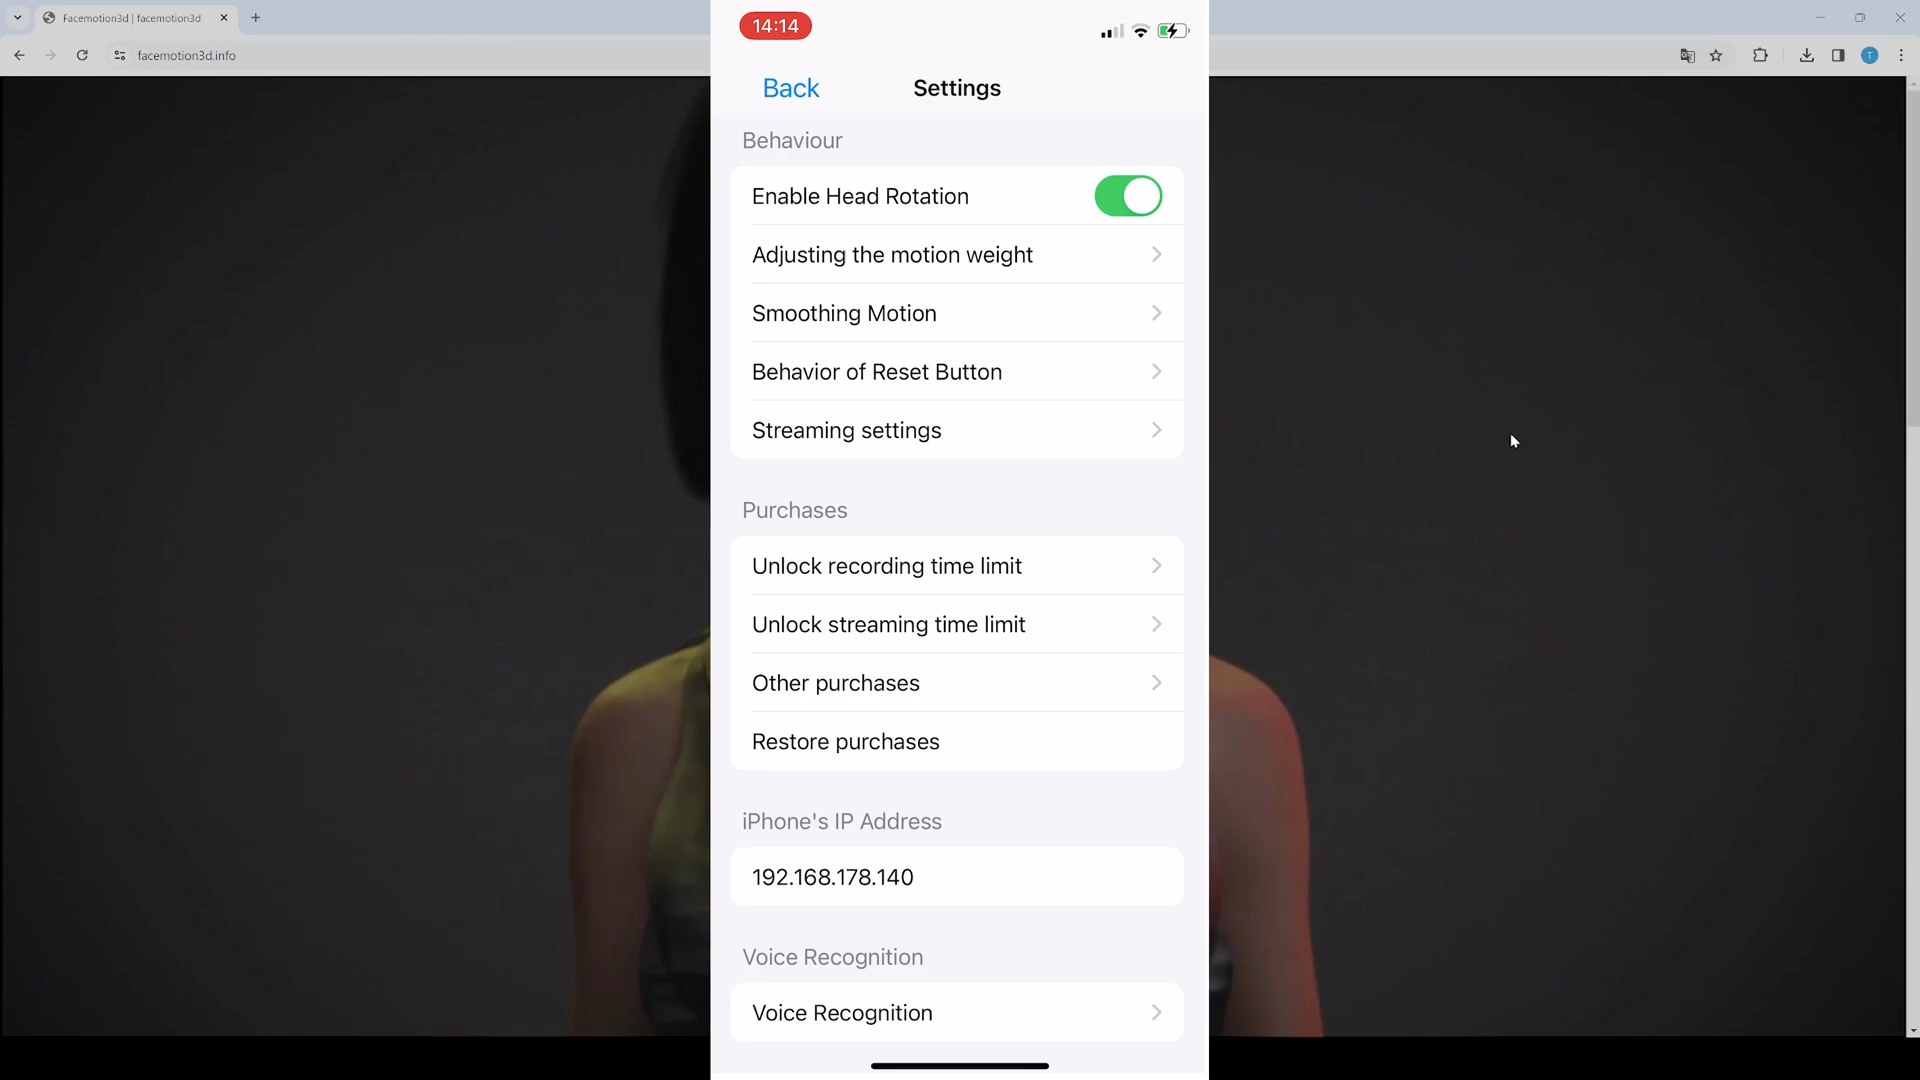 Facemotion3d | facemotion3d
facemotion3d.info
T
14:14
Back
Settings
Behaviour
Enable Head Rotation
Adjusting the motion weight
Smoothing Motion
Behavior of Reset Button
Streaming settings
Purchases
Unlock recording time limit
Unlock streaming time limit
Other purchases
Restore purchases
iPhone's IP Address
192.168.178.140
Voice Recognition
Voice Recognition